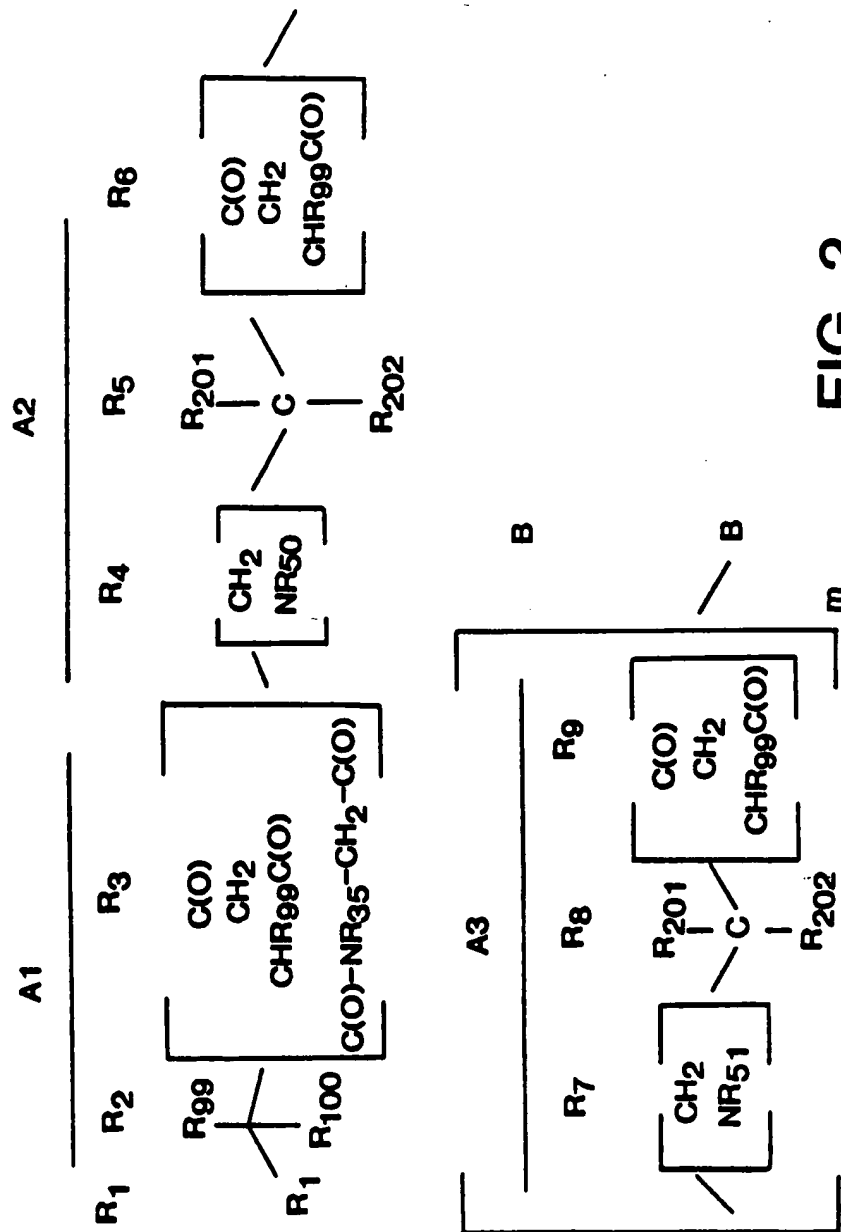 A1 A2
R1 R2 R3 R4 R5 R6
R99
R1
R100
C(O)
CH2
CHR99C(O)
C(O)-NR35-CH2-C(O)
CH2
NR50
R201
C
R202
C(O)
CH2
CHR99C(O)
A3
R7 R8 R9 B
CH2
NR51
R201
C
R202
C(O)
CH2
CHR99C(O)
B
m
FIG. 2